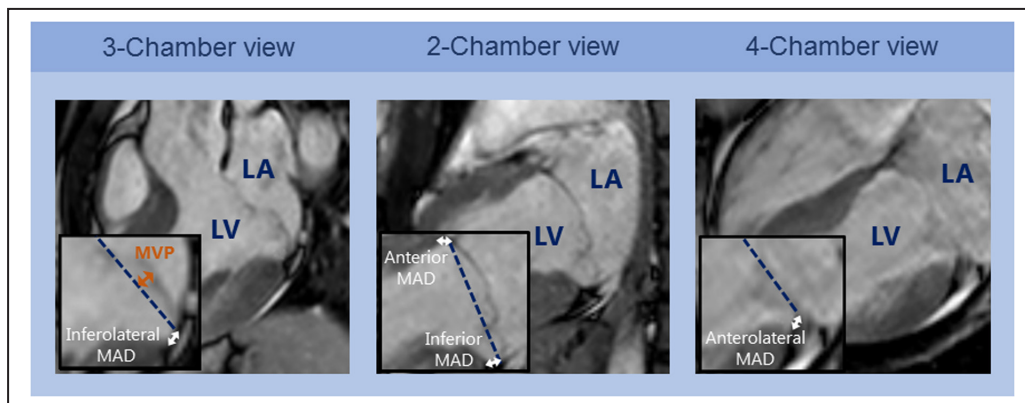 3-Chamber view
2-Chamber view
4-Chamber view
LA
LV
MVP
Inferolateral
MAD
LA
LV
Anterior
MAD
Inferior
MAD
LA
LV
Anterolateral
MAD